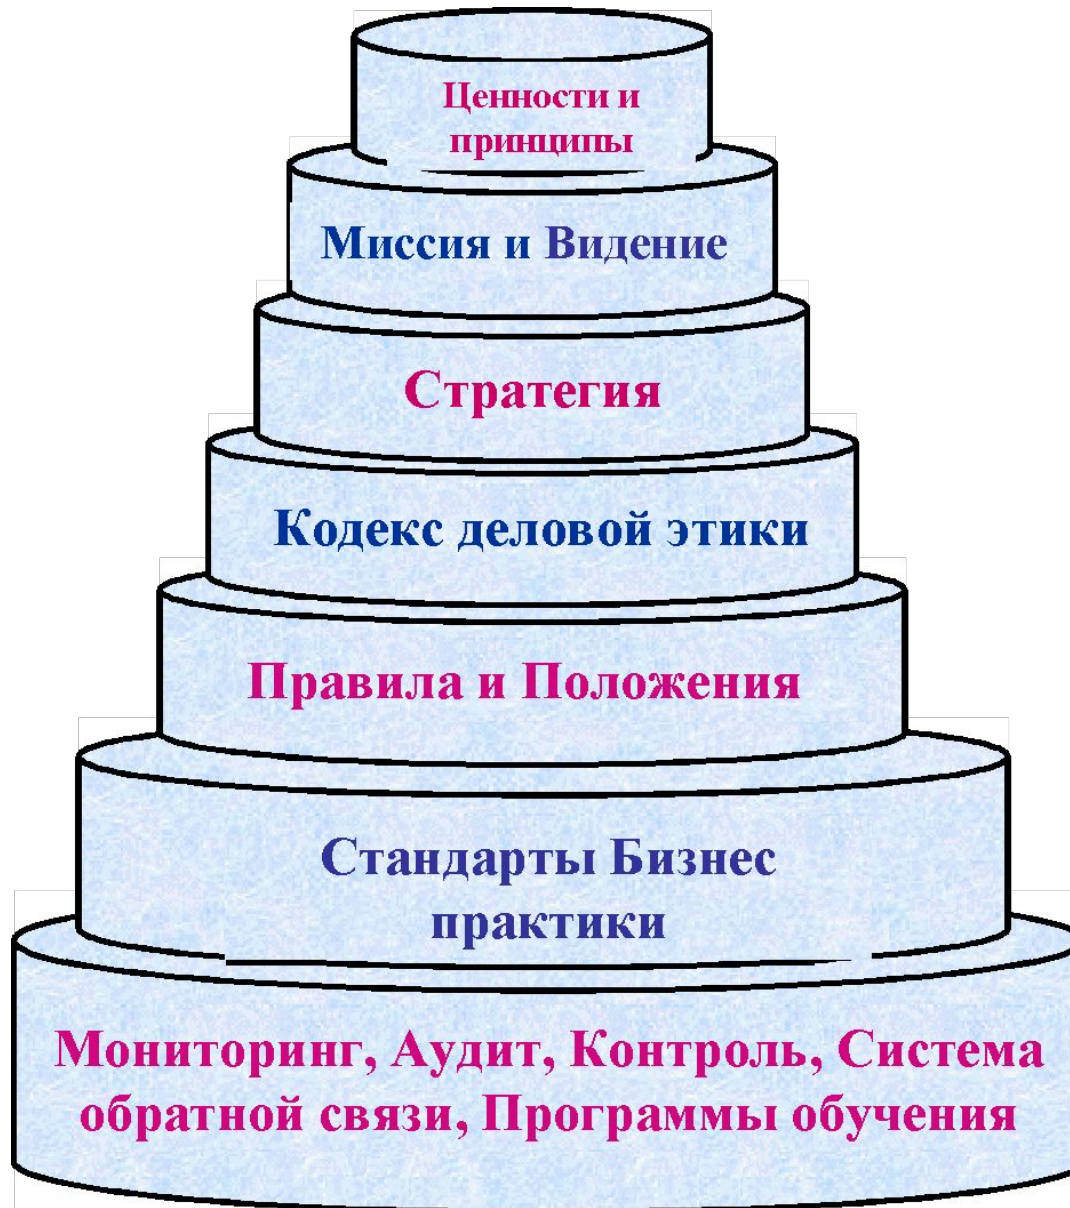 Ценности и
принципы
Миссия и Видение
Стратегия
Кодекс деловой этики
Правила и Положения
Стандарты Бизнес
практики
Мониторинг, Аудит, Контроль, Система
обратной связи, Программы обучения